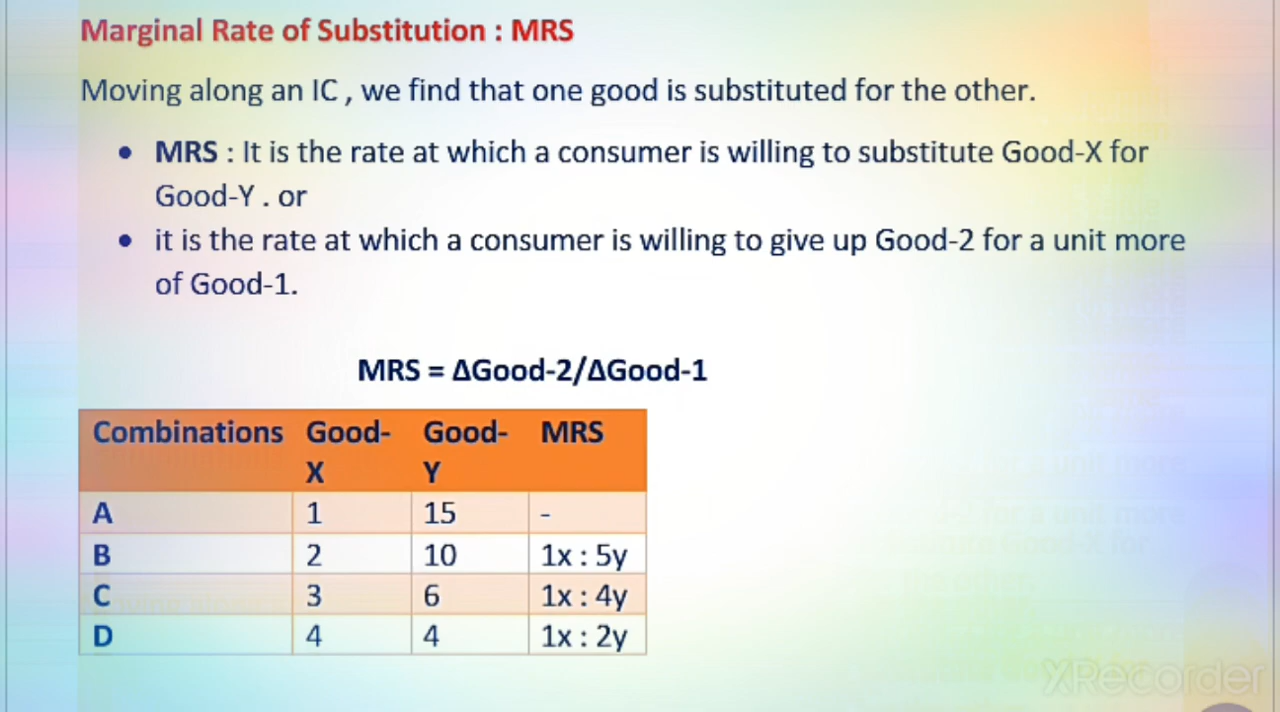 Marginal Rate of Substitution : MRS
Moving along an IC , we find that one good is substituted for the other.
• MRS : It is the rate at which a consumer is willing to substitute Good-X for
Good-Y . or
• it is the rate at which a consumer is willing to give up Good-2 for a unit more
of Good-1.
MRS = ΔGood-2/ΔGood-1
Combinations Good-X Good-Y MRS
A 1 15 -
B 2 10 1x : 5y
C 3 6 1x : 4y
D 4 4 1x : 2y
XRecorder